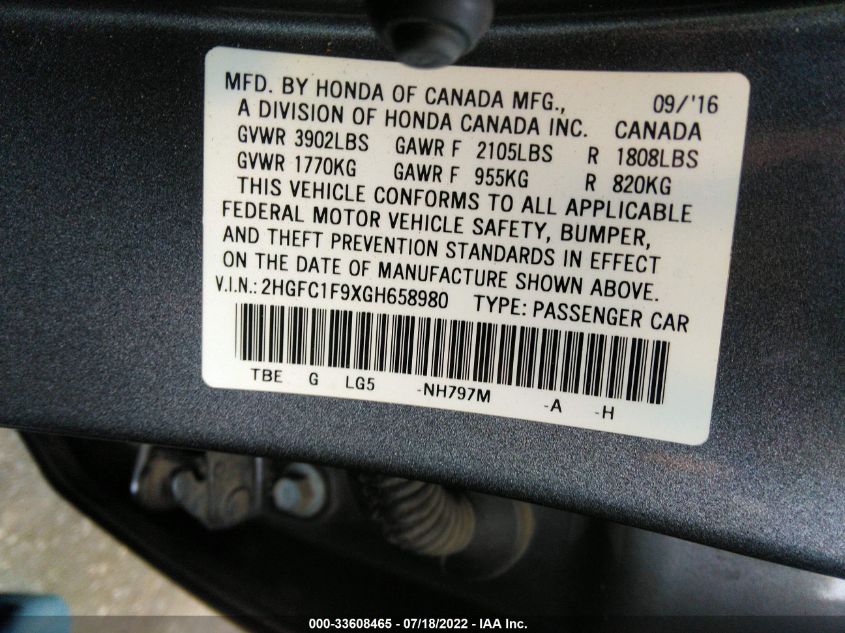 MFD. BY HONDA OF CANADA MFG., 09/'16
A DIVISION OF HONDA CANADA INC. CANADA
GVWR 3902LBS GAWR F 2105LBS R 1808LBS
GVWR 1770KG GAWR F 955KG R 820KG
THIS VEHICLE CONFORMS TO ALL APPLICABLE
FEDERAL MOTOR VEHICLE SAFETY, BUMPER,
AND THEFT PREVENTION STANDARDS IN EFFECT
ON THE DATE OF MANUFACTURE SHOWN ABOVE.
V.I.N.: 2HGFC1F9XGH658980 TYPE: PASSENGER CAR
TBE G LG5 -NH797M -A -H
000-33608465 - 07/18/2022 - IAA Inc.